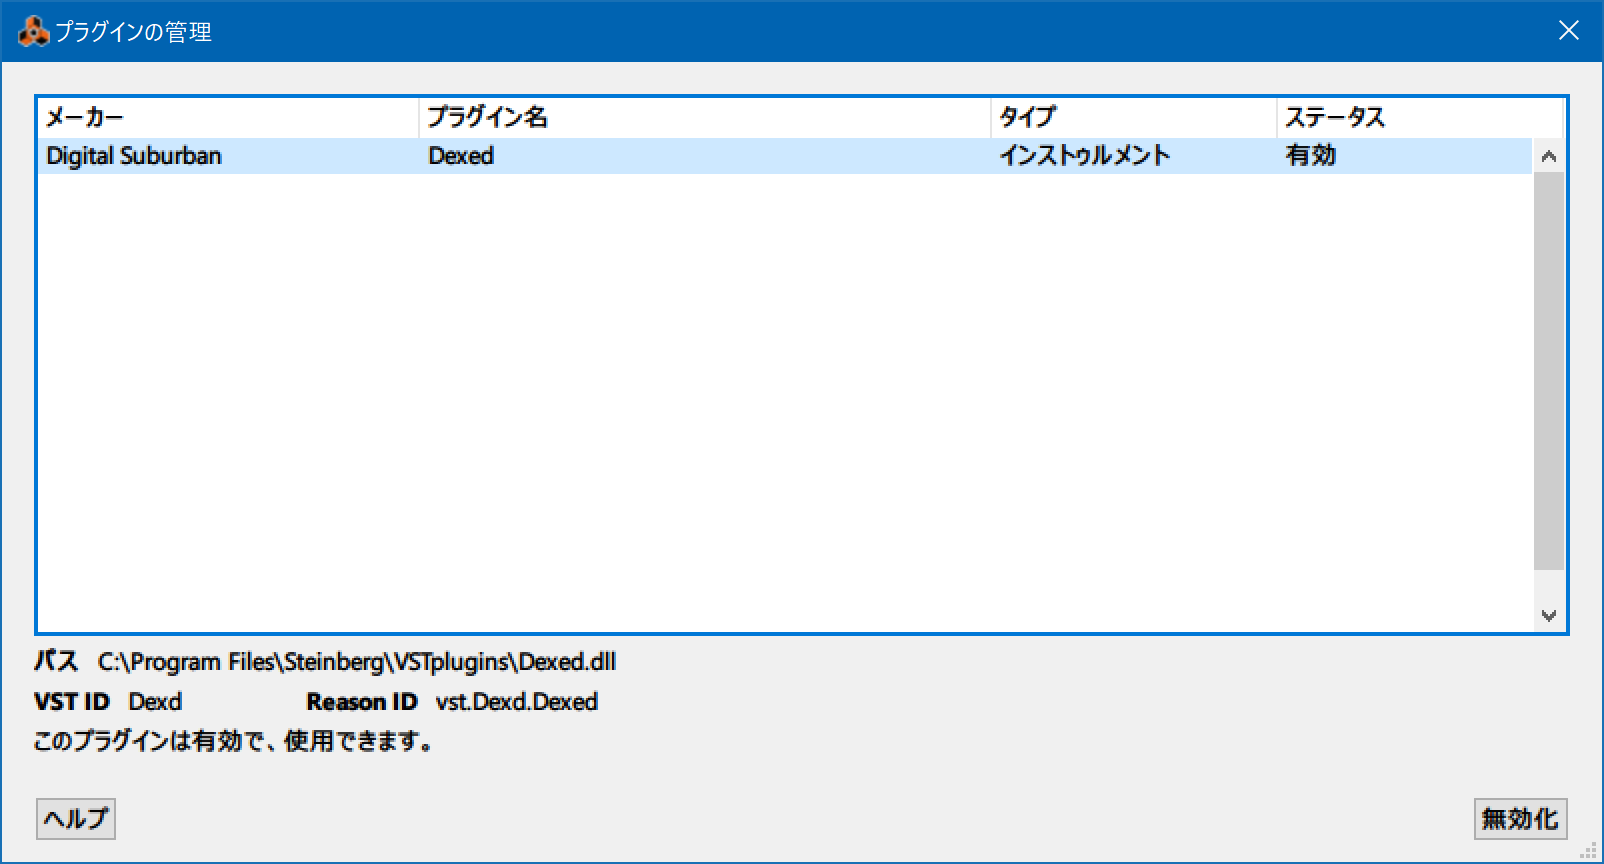 プラグインの管理
メーカー プラグイン名 タイプ ステータス
Digital Suburban Dexed インストゥルメント 有効
パス C:\Program Files\Steinberg\VSTplugins\Dexed.dll
VST ID Dexd Reason ID vst.Dexd.Dexed
このプラグインは有効で、使用できます。
ヘルプ 無効化